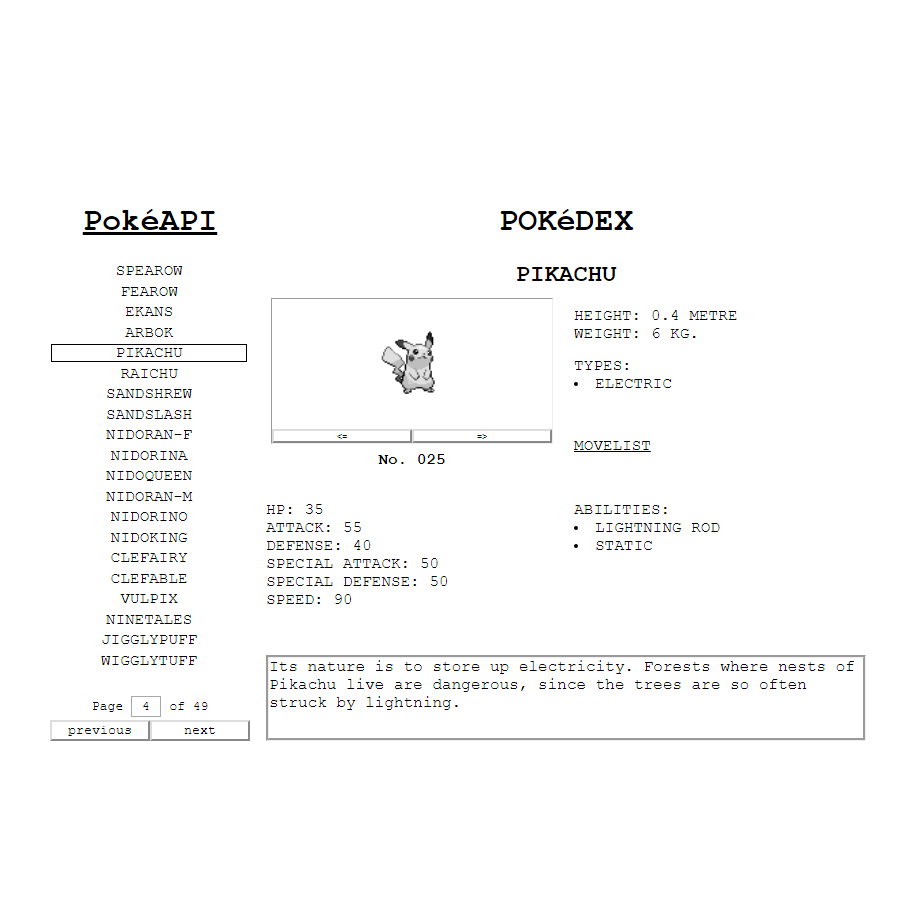 PokéAPI
SPEAROW
FEAROW
EKANS
ARBOK
PIKACHU
RAICHU
SANDSHREW
SANDSLASH
NIDORAN-F
NIDORINA
NIDOQUEEN
NIDORAN-M
NIDORINO
NIDOKING
CLEFAIRY
CLEFABLE
VULPIX
NINETALES
JIGGLYPUFF
WIGGLYTUFF
Page 4 of 49
previous next
POKéDEX
PIKACHU
<= =>
No. 025
HEIGHT: 0.4 METRE
WEIGHT: 6 KG.
TYPES:
• ELECTRIC
MOVELIST
HP: 35
ATTACK: 55
DEFENSE: 40
SPECIAL ATTACK: 50
SPECIAL DEFENSE: 50
SPEED: 90
ABILITIES:
• LIGHTNING ROD
• STATIC
Its nature is to store up electricity. Forests where nests of
Pikachu live are dangerous, since the trees are so often
struck by lightning.